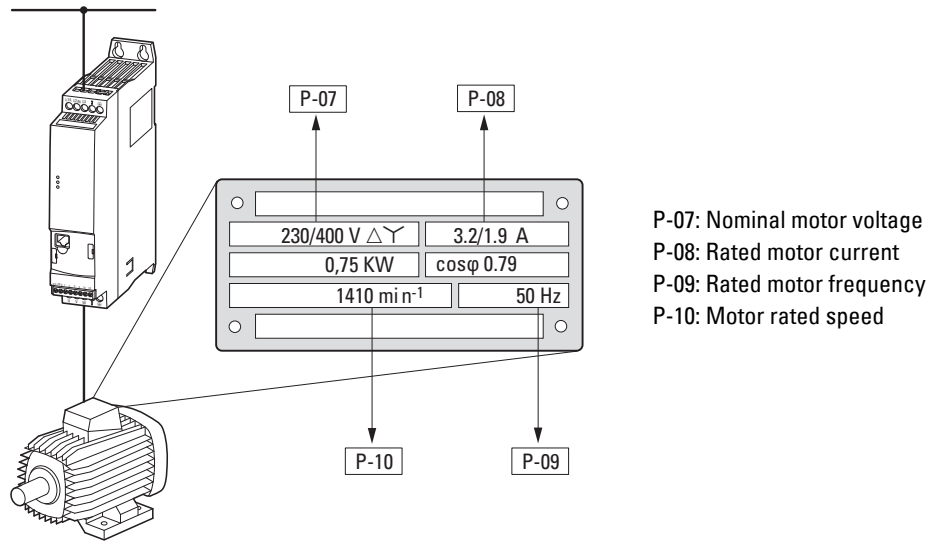 P-07
P-08
230/400 V △ Y
3.2/1.9 A
0,75 KW
cosφ 0.79
1410 min-1
50 Hz
P-10
P-09
P-07: Nominal motor voltage
P-08: Rated motor current
P-09: Rated motor frequency
P-10: Motor rated speed